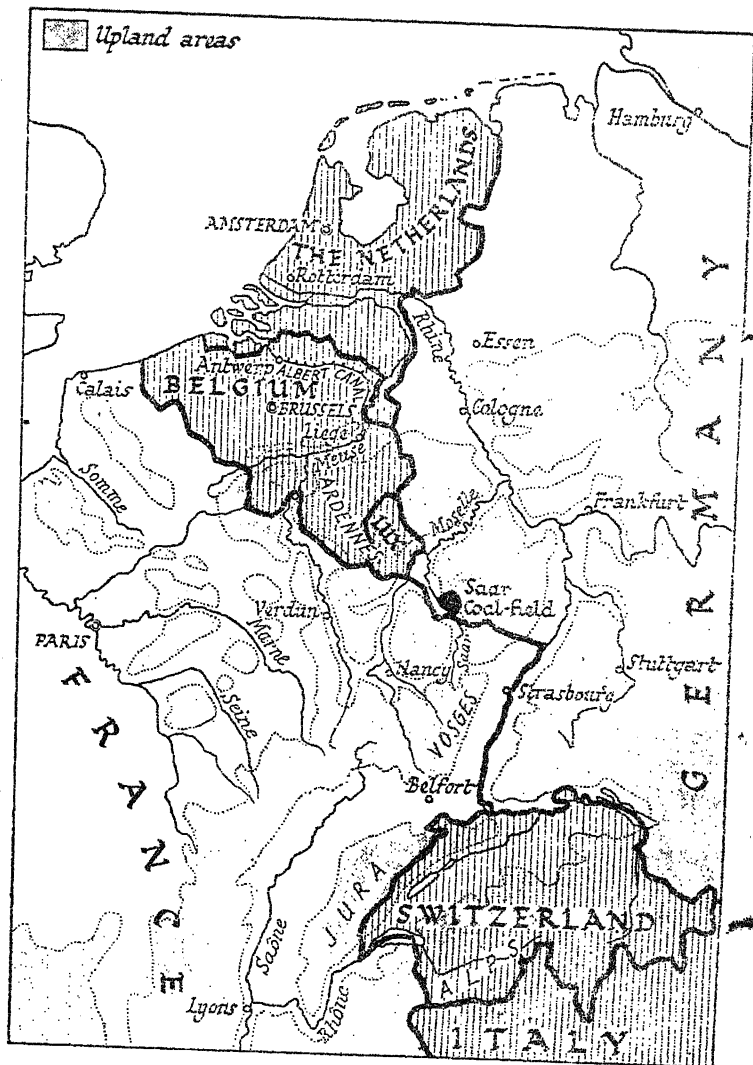 Upland areas
Hamburg
AMSTERDAM
THE NETHERLANDS
Rotterdam
Rhine
Essen
Antwerp
ALBERT CANAL
Calais
BELGIUM
BRUSSELS
Cologne
Liége
Meuse
Somme
ARDENNES
LUX.
Moselle
Frankfurt
GERMANY
Saar
Coal-field
Verdun
PARIS
Marne
Nancy
Saar
Stuttgart
Strasbourg
Seine
VOSGES
FRANCE
Belfort
JURA
SWITZERLAND
Saône
ALPS
Lyons
Rhône
ITALY